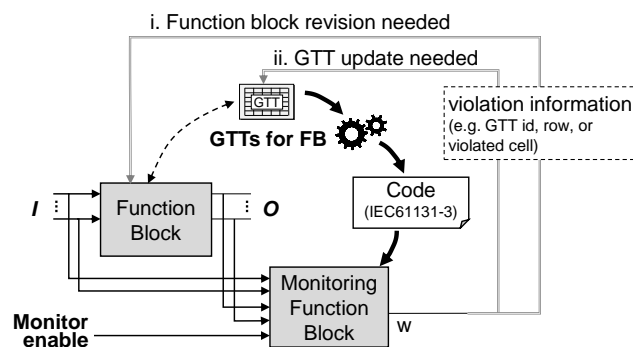 i. Function block revision needed
ii. GTT update needed
GTT
GTTs for FB
violation information
(e.g. GTT id, row, or
violated cell)
Code
(IEC61131-3)
I
Function
Block
O
Monitoring
Function
Block
w
Monitor
enable